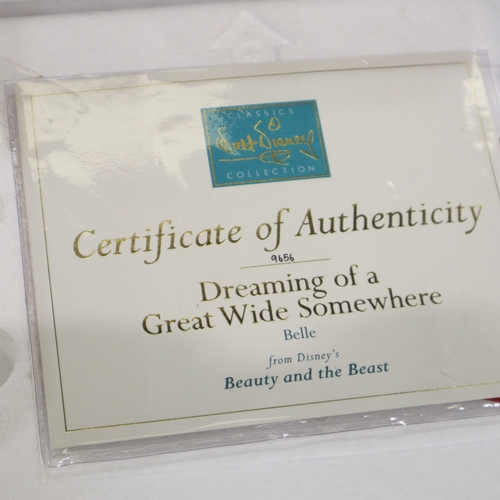 CLASSICS
Walt Disney
COLLECTION
Certificate of Authenticity
9656
Dreaming of a
Great Wide Somewhere
Belle
from Disney's
Beauty and the Beast